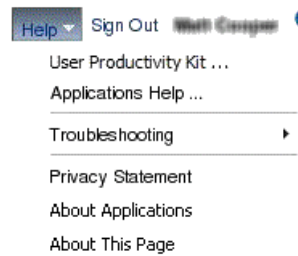 Help Sign Out
User Productivity Kit ...
Applications Help ...
Troubleshooting
Privacy Statement
About Applications
About This Page